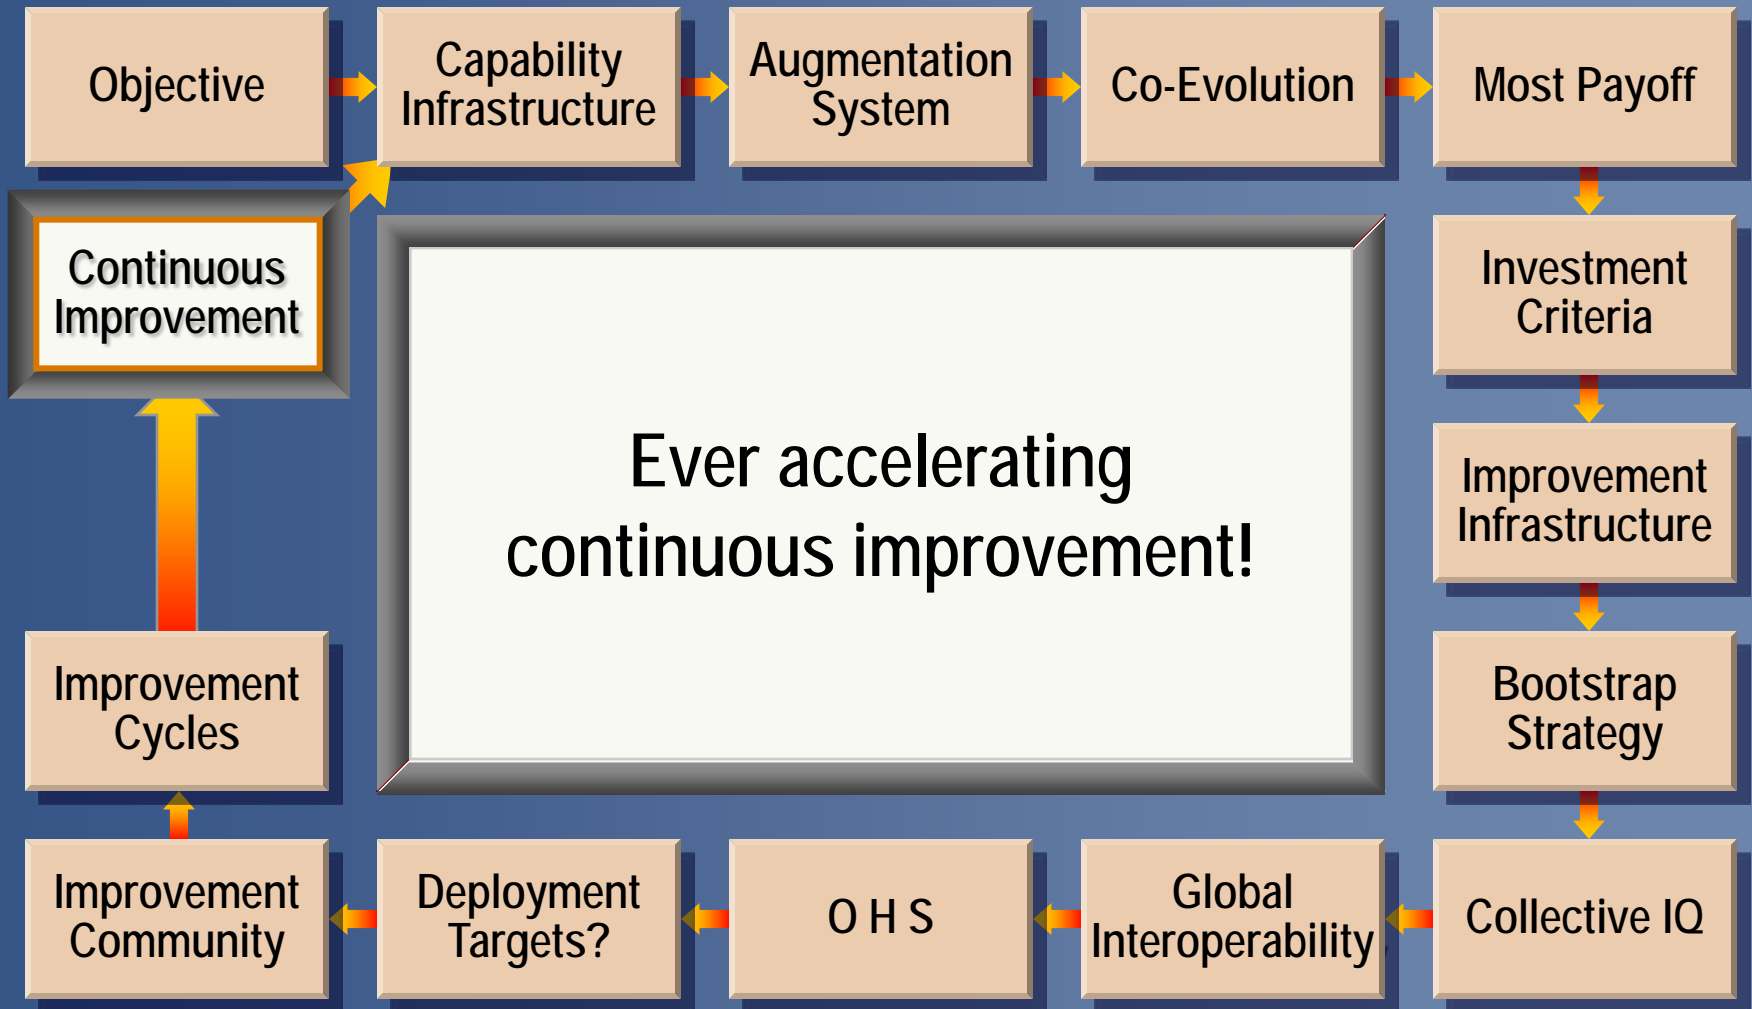 Objective
Capability
Infrastructure
Augmentation
System
Co-Evolution
Most Payoff
Continuous
Improvement
Investment
Criteria
Ever accelerating
continuous improvement!
Improvement
Infrastructure
Improvement
Cycles
Bootstrap
Strategy
Improvement
Community
Deployment
Targets?
O H S
Global
Interoperability
Collective IQ